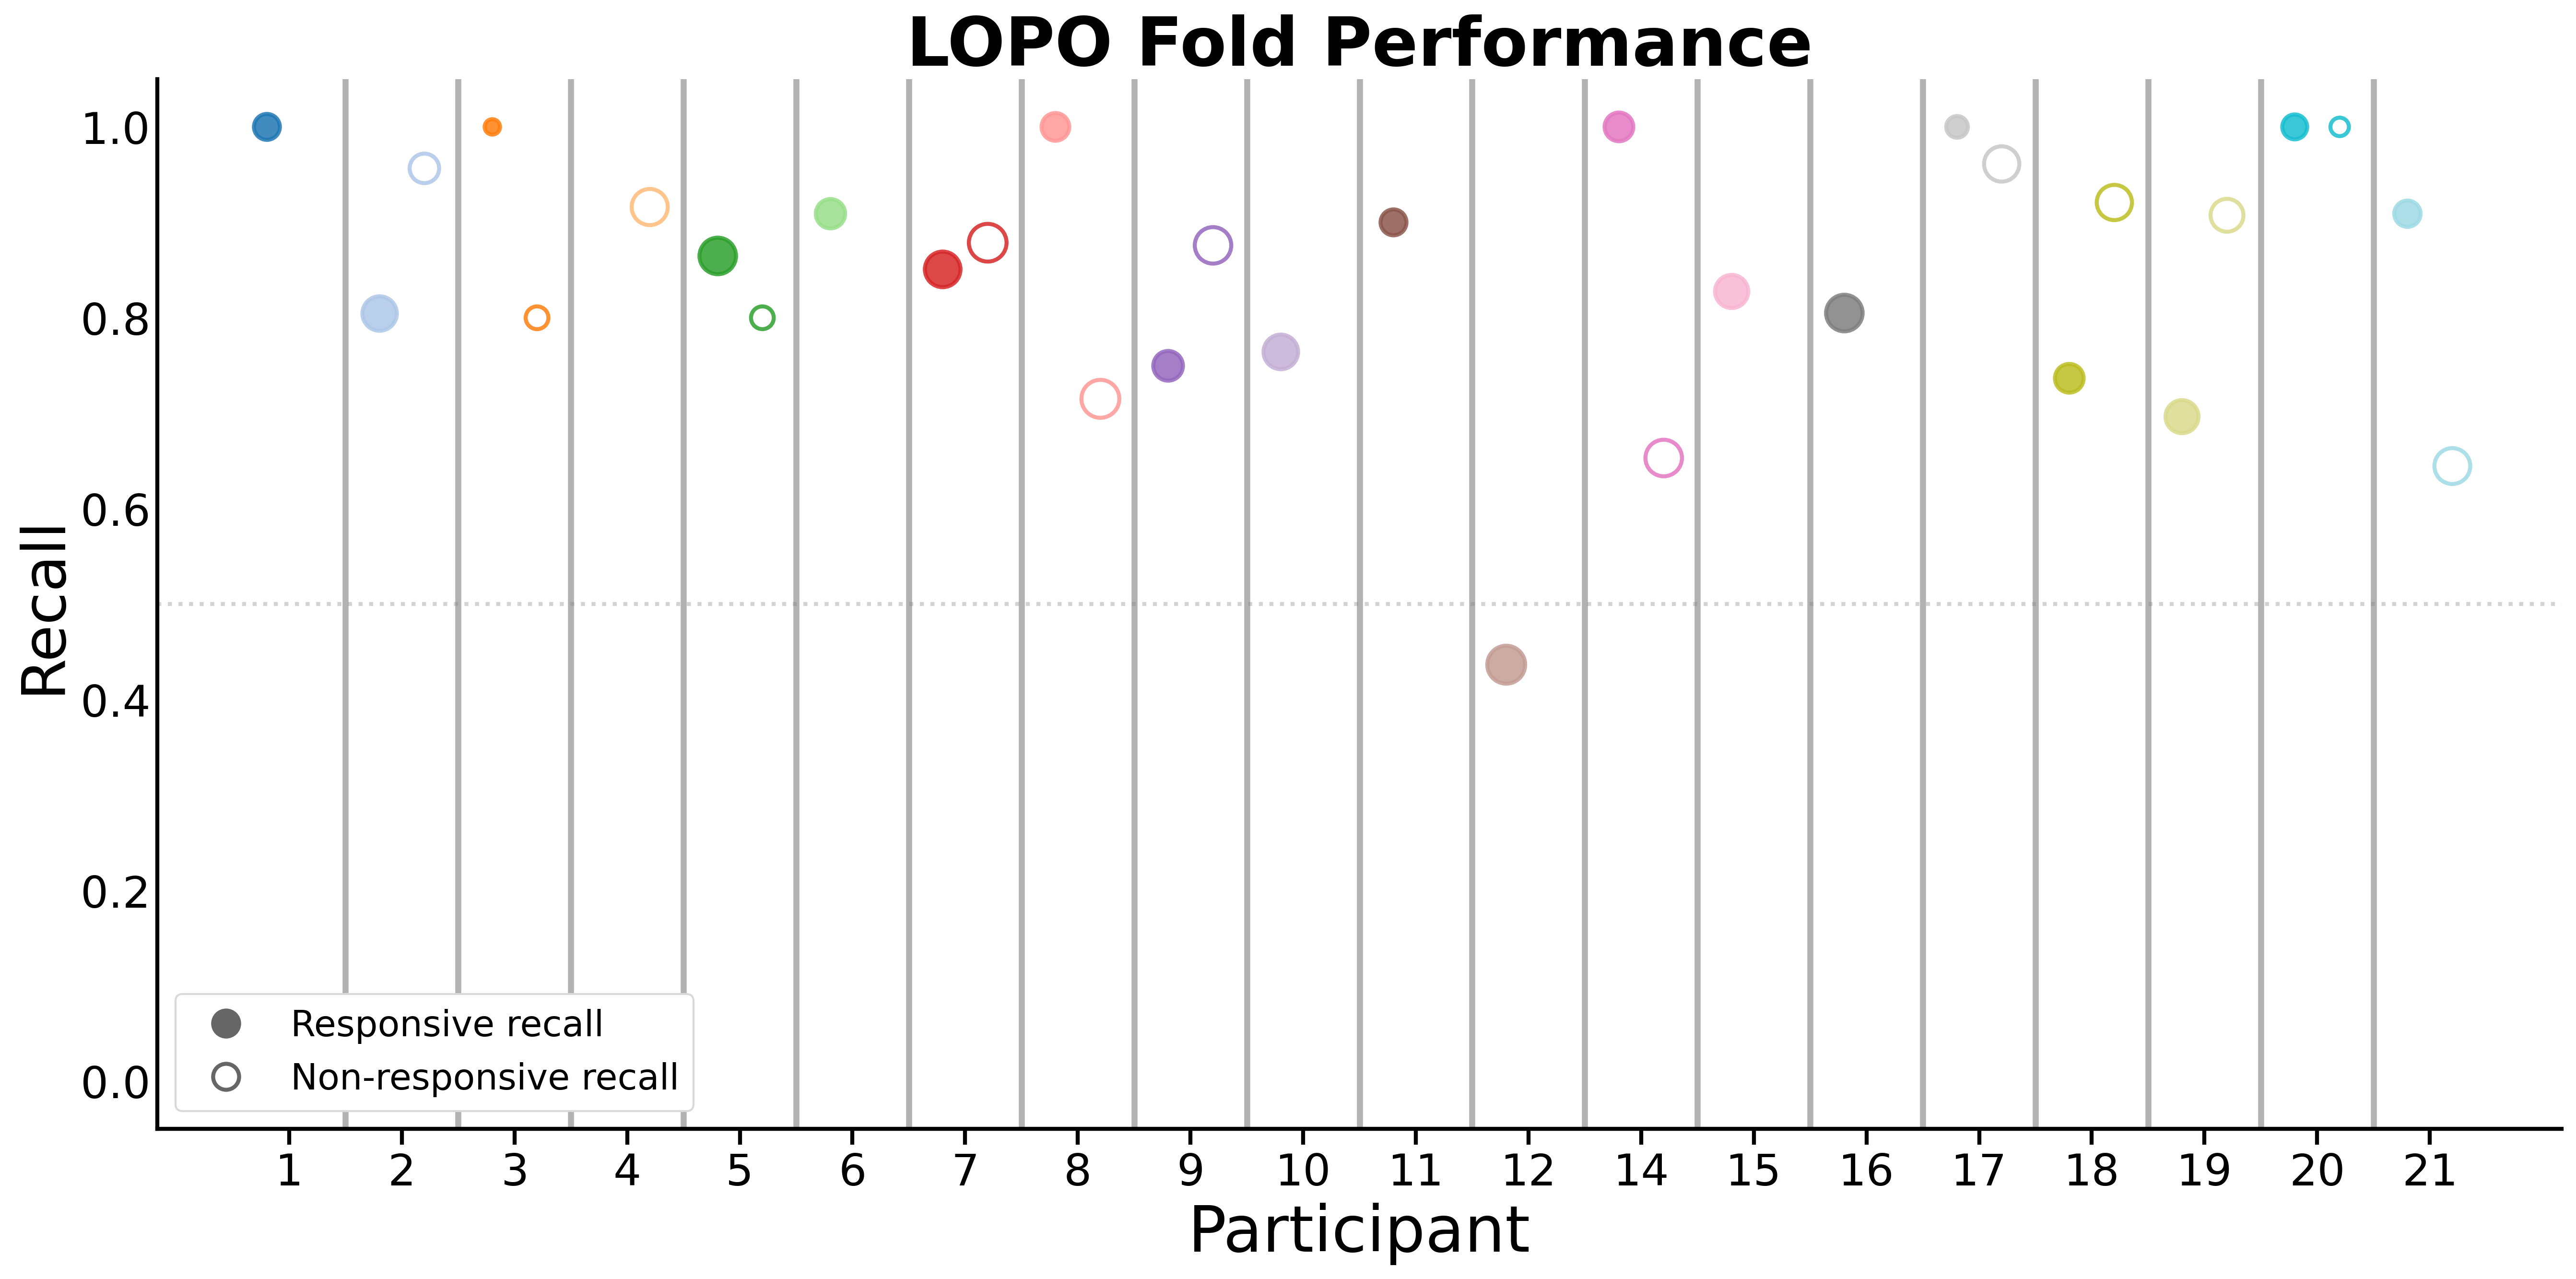 LOPO Fold Performance
Recall
1.0
0.8
0.6
0.4
0.2
0.0
Responsive recall
Non-responsive recall
1 2 3 4 5 6 7 8 9 10 11 12 14 15 16 17 18 19 20 21
Participant